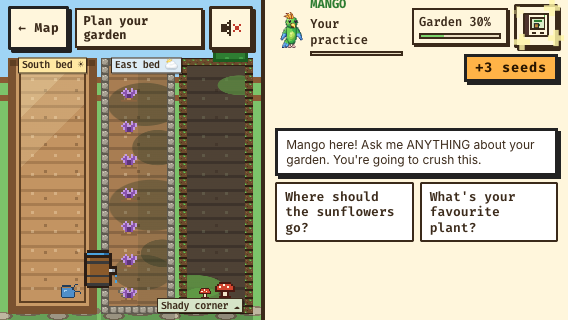 ← Map
Plan your
garden
South bed ☀
East bed ⛅
Shady corner ☁
MANGO
Your
practice
Garden 30%
+3 seeds
Mango here! Ask me ANYTHING about your
garden. You're going to crush this.
Where should
the sunflowers
go?
What's your
favourite
plant?